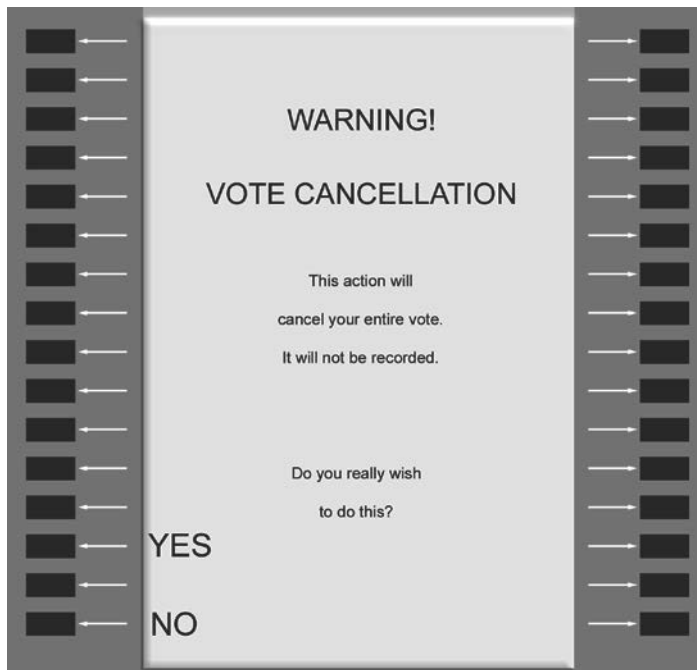 WARNING!
VOTE CANCELLATION
This action will
cancel your entire vote.
It will not be recorded.
Do you really wish
to do this?
YES
NO